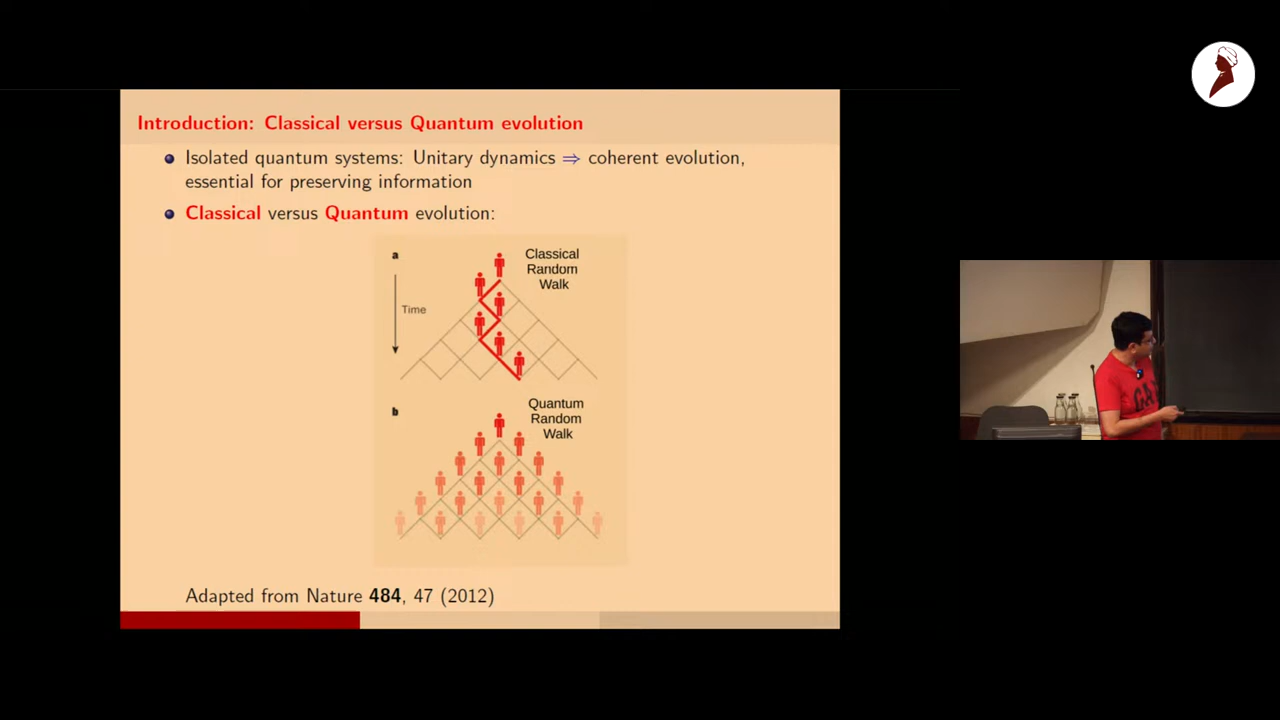 Introduction: Classical versus Quantum evolution
Isolated quantum systems: Unitary dynamics ⇒ coherent evolution,
essential for preserving information
Classical versus Quantum evolution:
a
Classical
Random
Walk
Time
b
Quantum
Random
Walk
Adapted from Nature 484, 47 (2012)